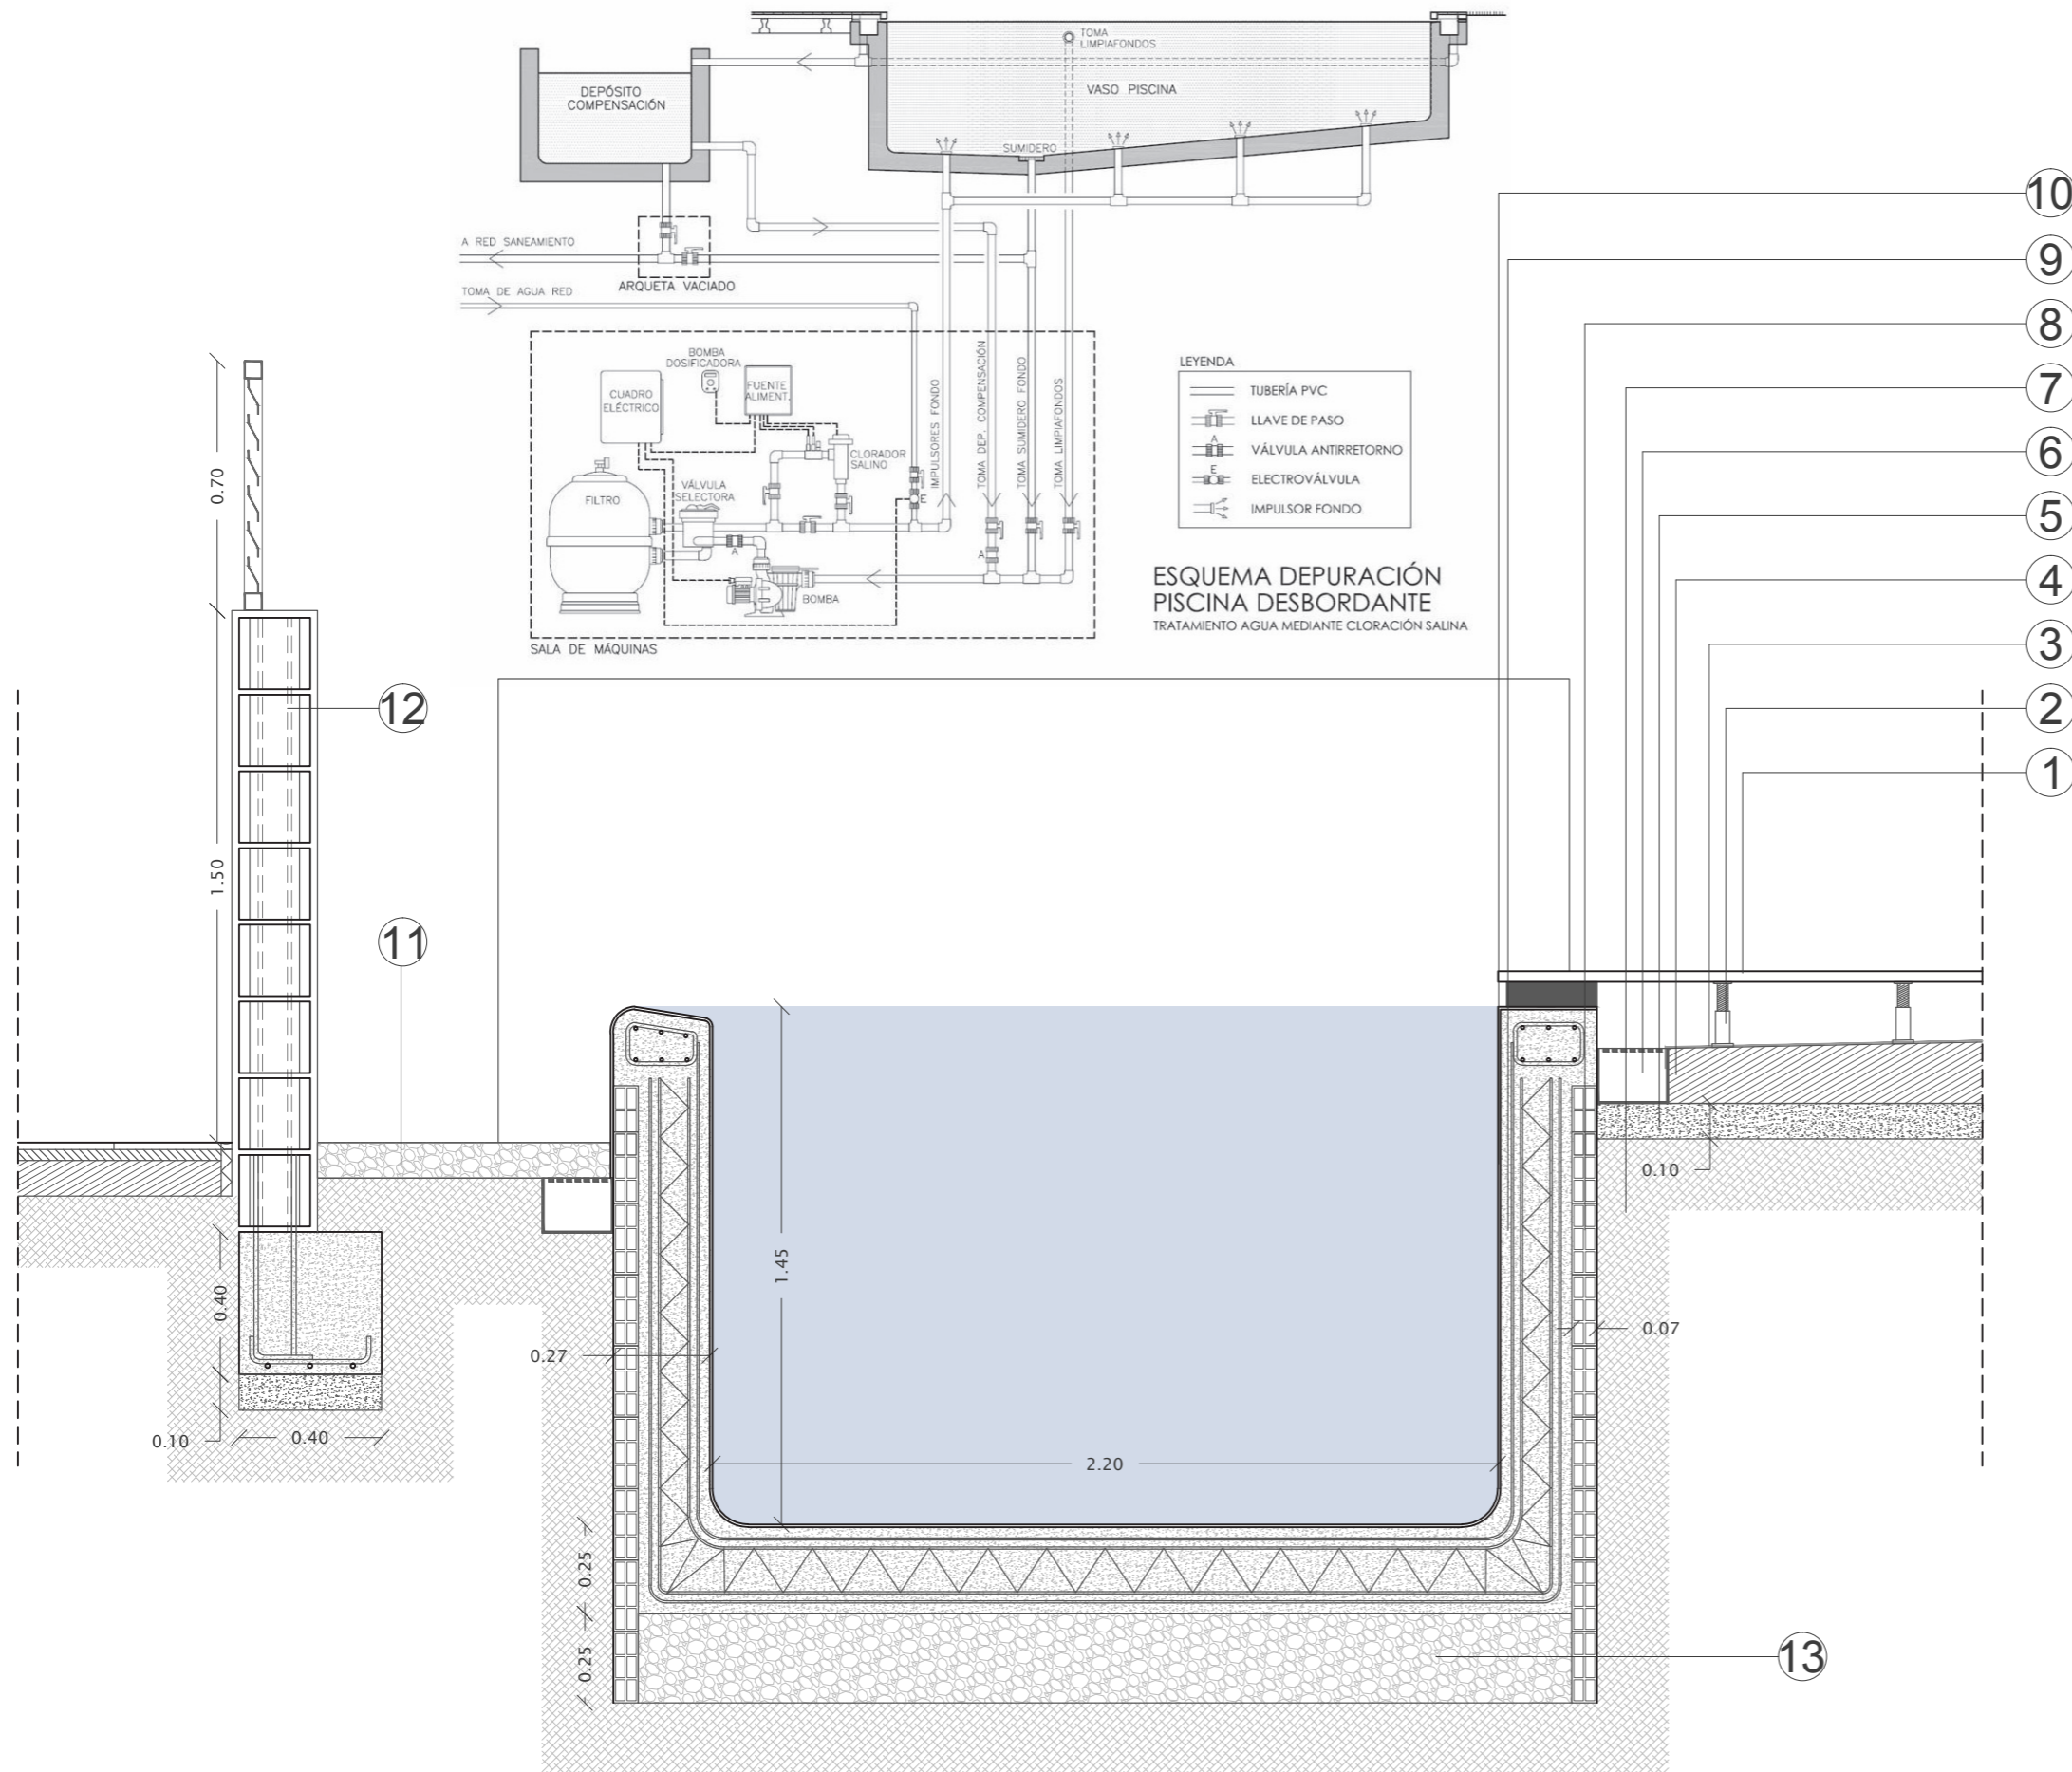 TOMA
LIMPIAFONDOS
DEPÓSITO
COMPENSACIÓN
VASO PISCINA
SUMIDERO
A RED SANEAMIENTO
ARQUETA VACIADO
TOMA DE AGUA RED
BOMBA
DOSIFICADORA
CUADRO
ELÉCTRICO
FUENTE
ALIMENT.
CLORADOR
SALINO
FILTRO
VÁLVULA
SELECTORA
A
E
A
BOMBA
IMPULSORES FONDO
TOMA DEP. COMPENSACIÓN
TOMA SUMIDERO FONDO
TOMA LIMPIAFONDOS
SALA DE MÁQUINAS
LEYENDA
TUBERÍA PVC
LLAVE DE PASO
A
VÁLVULA ANTIRRETORNO
E
ELECTROVÁLVULA
IMPULSOR FONDO
ESQUEMA DEPURACIÓN
PISCINA DESBORDANTE
TRATAMIENTO AGUA MEDIANTE CLORACIÓN SALINA
10
9
8
7
6
5
4
3
2
1
12
11
13
0.70
1.50
0.40
0.10
0.40
0.27
1.45
2.20
0.25
0.25
0.10
0.07